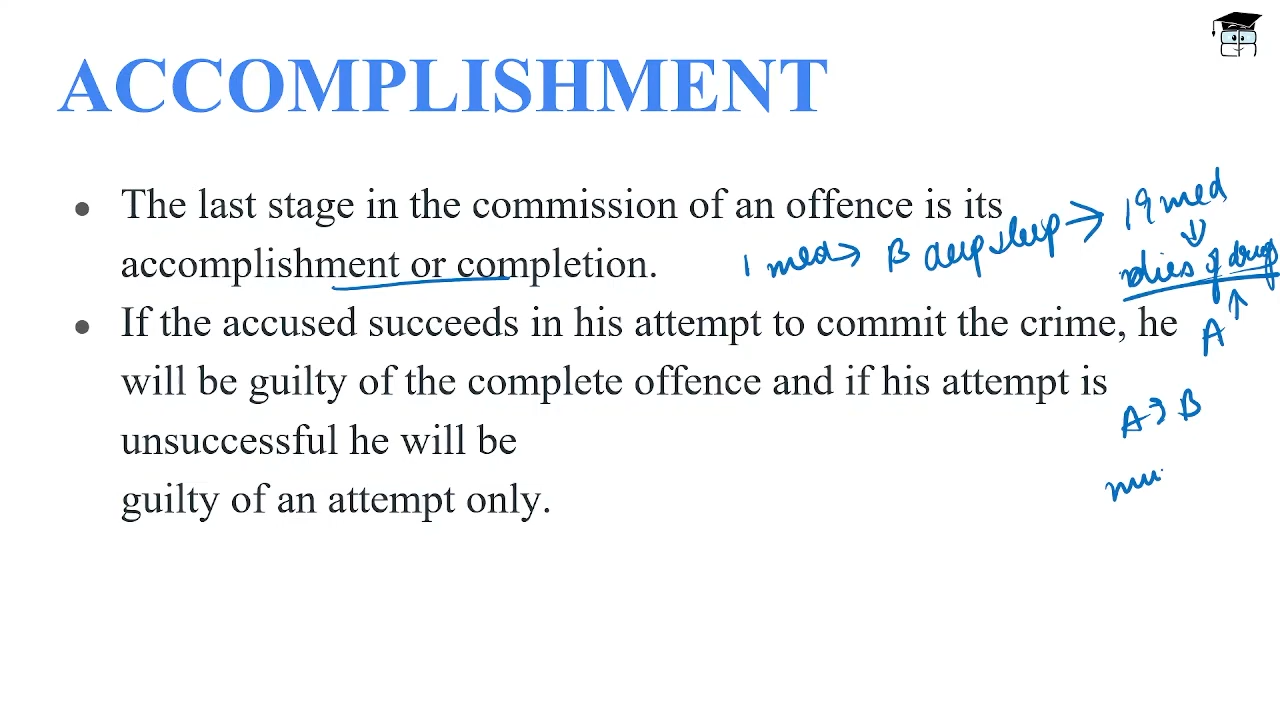 ACCOMPLISHMENT
● The last stage in the commission of an offence is its
accomplishment or completion.
1 med → B deep sleep → 19 med
dies of drug
A
● If the accused succeeds in his attempt to commit the crime, he
will be guilty of the complete offence and if his attempt is
unsuccessful he will be
guilty of an attempt only.
A → B
mu